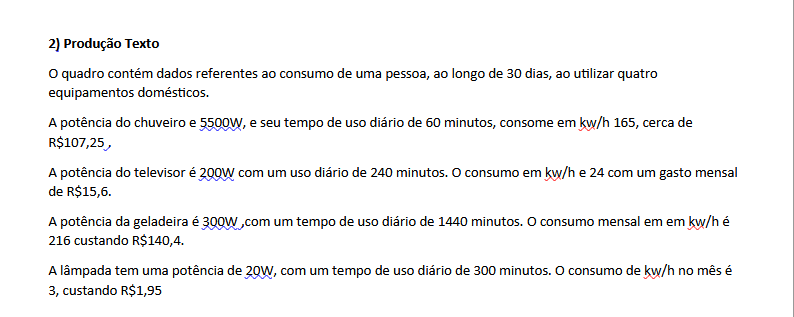 2) Produção Texto
O quadro contém dados referentes ao consumo de uma pessoa, ao longo de 30 dias, ao utilizar quatro
equipamentos domésticos.
A potência do chuveiro e 5500W, e seu tempo de uso diário de 60 minutos, consome em kw/h 165, cerca de
R$107,25,
A potência do televisor é 200W com um uso diário de 240 minutos. O consumo em kw/h e 24 com um gasto mensal
de R$15,6.
A potência da geladeira é 300W ,com um tempo de uso diário de 1440 minutos. O consumo mensal em em kw/h é
216 custando R$140,4.
A lâmpada tem uma potência de 20W, com um tempo de uso diário de 300 minutos. O consumo de kw/h no mês é
3, custando R$1,95